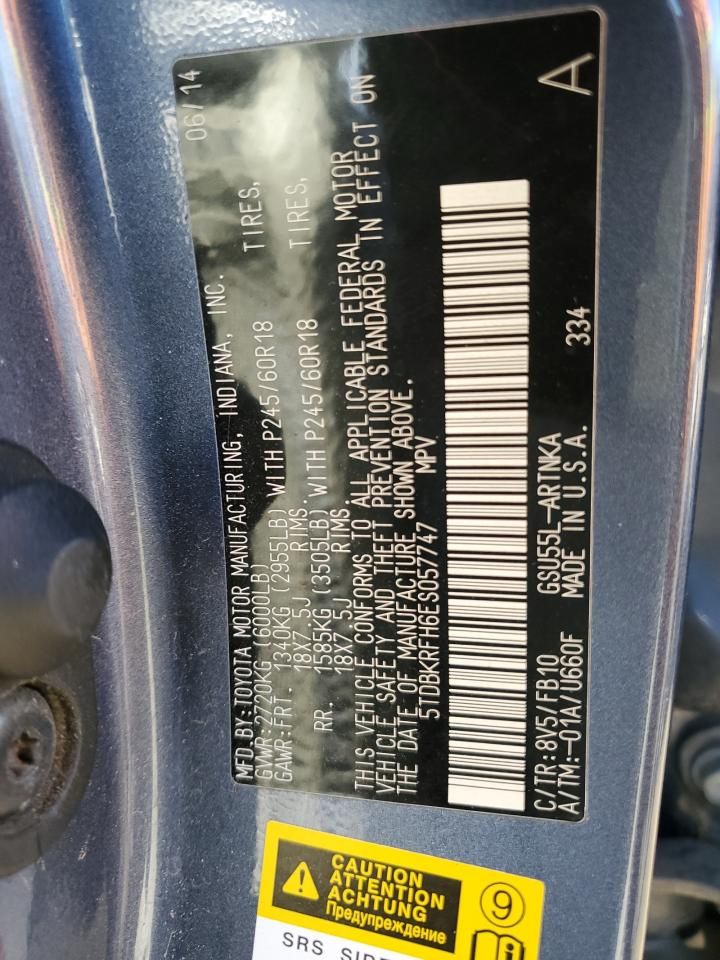 MFD.BY:TOYOTA MOTOR MANUFACTURING, INDIANA, INC. 06/14
GVWR:2720KG (6000LB)
GAWR:FRT. 1340KG (2955LB) WITH P245/60R18 TIRES,
18X7.5J RIMS.
RR. 1585KG (3505LB) WITH P245/60R18 TIRES,
18X7.5J RIMS.
THIS VEHICLE CONFORMS TO ALL APPLICABLE FEDERAL MOTOR
VEHICLE SAFETY AND THEFT PREVENTION STANDARDS IN EFFECT ON
THE DATE OF MANUFACTURE SHOWN ABOVE.
5TDBKRFH6ES057747 MPV
C/TR:8V5/FB10 GSU55L-ARTNKA 334 A
A/TM:-01A/U660F MADE IN U.S.A.
CAUTION
ATTENTION
ACHTUNG
Предупреждение
9
SRS SIDE